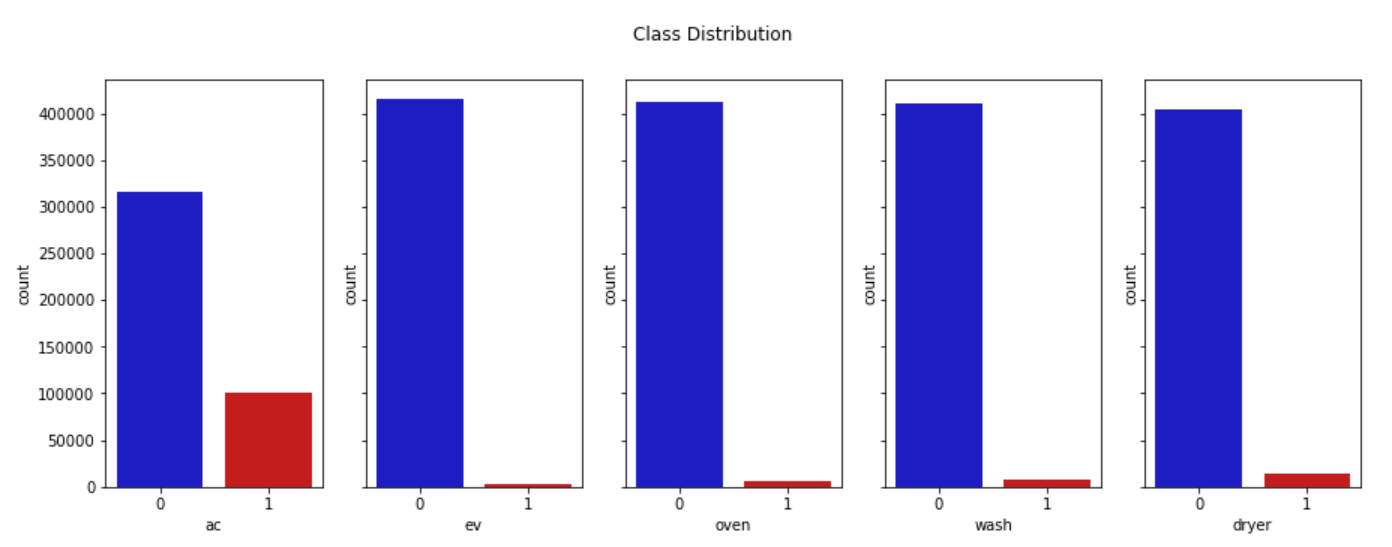 Class Distribution
400000
350000
300000
250000
200000
150000
100000
50000
0
count
0 1
ac
count
0 1
ev
count
0 1
oven
count
0 1
wash
count
0 1
dryer